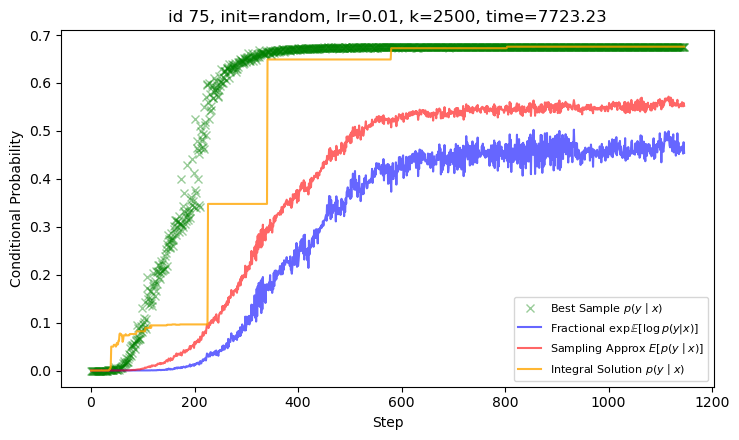 id 75, init=random, lr=0.01, k=2500, time=7723.23
Conditional Probability
0.7
0.6
0.5
0.4
0.3
0.2
0.1
0.0
0 200 400 600 800 1000 1200
Step
Best Sample p(y | x)
Fractional exp𝔼[log p(y|x)]
Sampling Approx E[p(y | x)]
Integral Solution p(y | x)